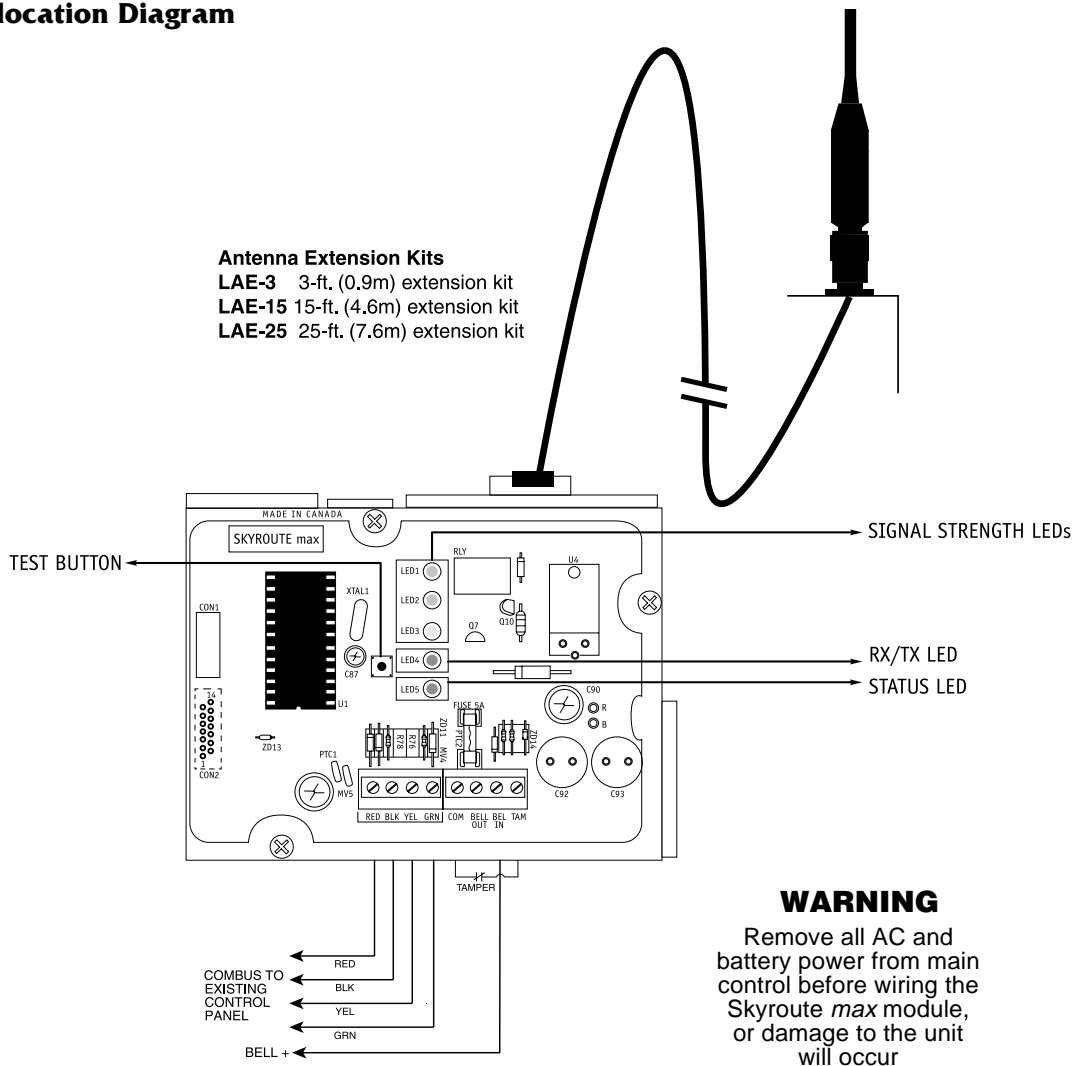 location Diagram
Antenna Extension Kits
LAE-3 3-ft. (0.9m) extension kit
LAE-15 15-ft. (4.6m) extension kit
LAE-25 25-ft. (7.6m) extension kit
MADE IN CANADA
SKYROUTE max
SIGNAL STRENGTH LEDs
TEST BUTTON
LED1
RLY
U4
XTAL1
LED2
CON1
LED3
Q7
Q10
LED4
RX/TX LED
C87
LED5
STATUS LED
C90
14
U1
FUSE 5A
R
B
ZD11
R78
R76
PTC2
ZD14
ZD13
MV4
1
CON2
PTC1
MV5
C92
C93
RED BLK YEL GRN COM BELL OUT BEL IN TAM
TAMPER
WARNING
Remove all AC and
battery power from main
control before wiring the
Skyroute max module,
or damage to the unit
will occur
COMBUS TO
EXISTING
CONTROL
PANEL
RED
BLK
YEL
GRN
BELL +